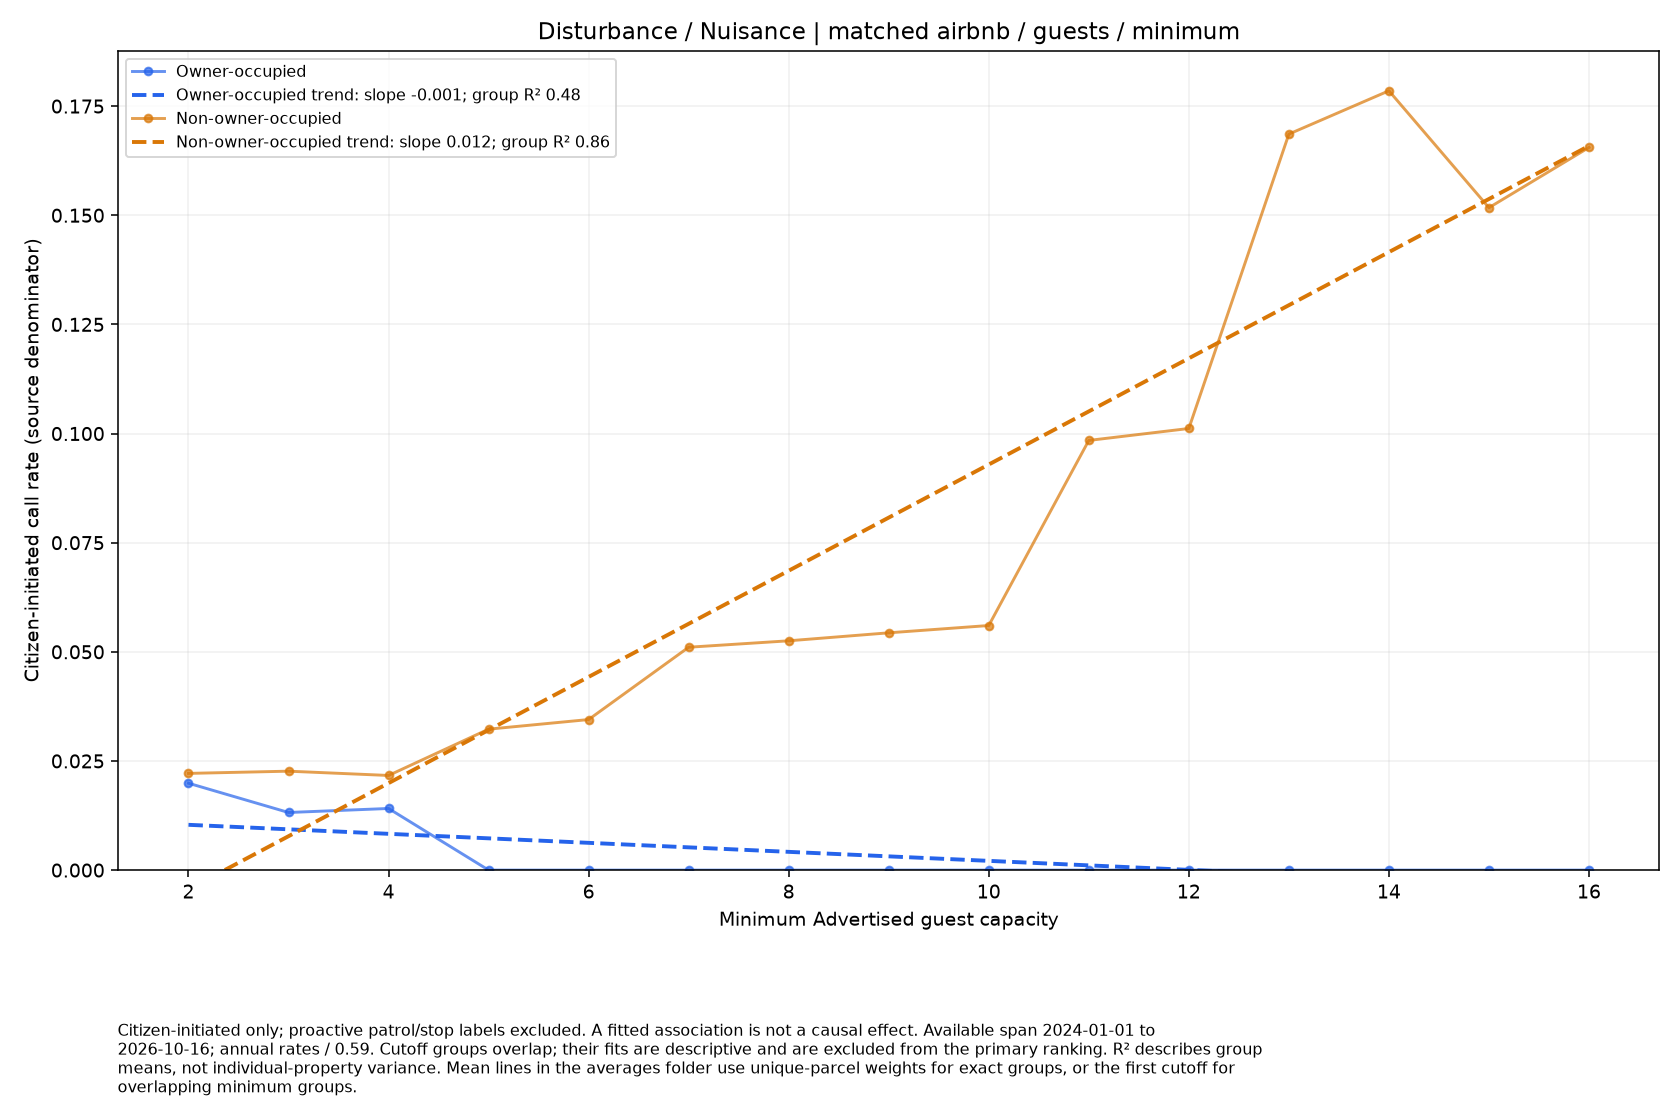 Disturbance / Nuisance | matched airbnb / guests / minimum
Owner-occupied
Owner-occupied trend: slope -0.001; group R² 0.48
Non-owner-occupied
Non-owner-occupied trend: slope 0.012; group R² 0.86
Citizen-initiated call rate (source denominator)
0.175
0.150
0.125
0.100
0.075
0.050
0.025
0.000
2 4 6 8 10 12 14 16
Minimum Advertised guest capacity
Citizen-initiated only; proactive patrol/stop labels excluded. A fitted association is not a causal effect. Available span 2024-01-01 to
2026-10-16; annual rates / 0.59. Cutoff groups overlap; their fits are descriptive and are excluded from the primary ranking. R² describes group
means, not individual-property variance. Mean lines in the averages folder use unique-parcel weights for exact groups, or the first cutoff for
overlapping minimum groups.